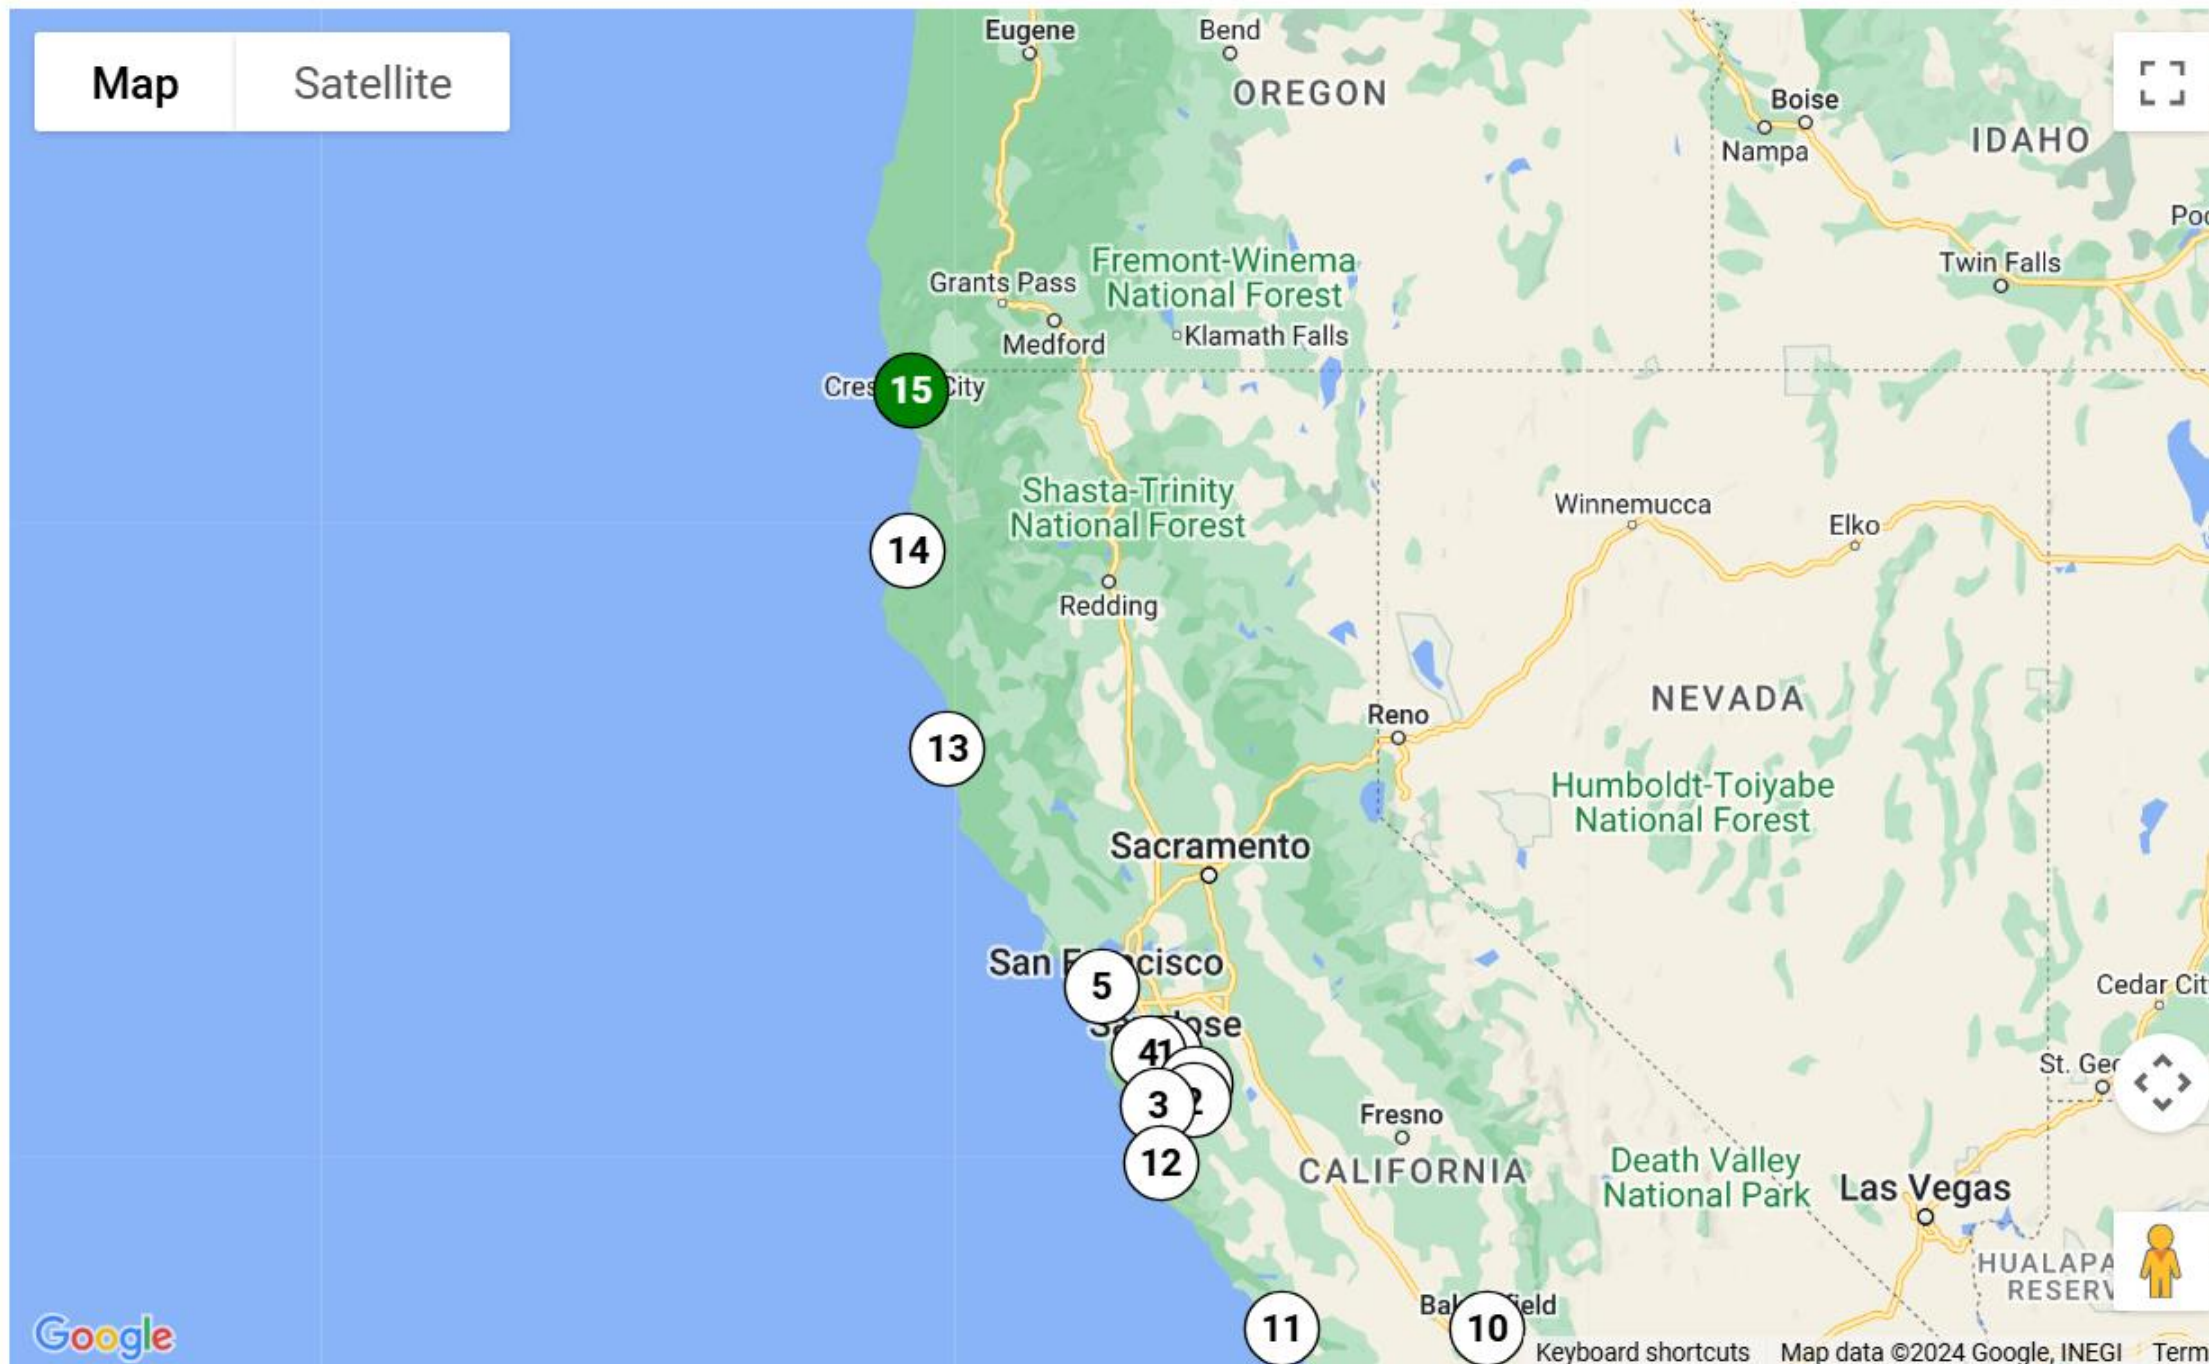 Map
Satellite
Eugene
Bend
OREGON
Boise
Nampa
IDAHO
Twin Falls
Fremont-Winema
National Forest
Grants Pass
Medford
Klamath Falls
15
City
Shasta-Trinity
National Forest
14
Redding
Winnemucca
Elko
NEVADA
Reno
13
Humboldt-Toiyabe
National Forest
Sacramento
San
5
Cedar
41
3
2
12
Fresno
CALIFORNIA
Death Valley
National Park
Las Vegas
St.
11
10
Google
Keyboard shortcuts
Map data ©2024 Google, INEGI